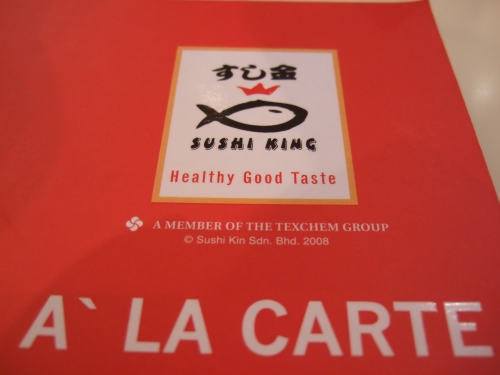 すし金
SUSHI KING
Healthy Good Taste
A MEMBER OF THE TEXCHEM GROUP
© Sushi Kin Sdn. Bhd. 2008
A` LA CARTE